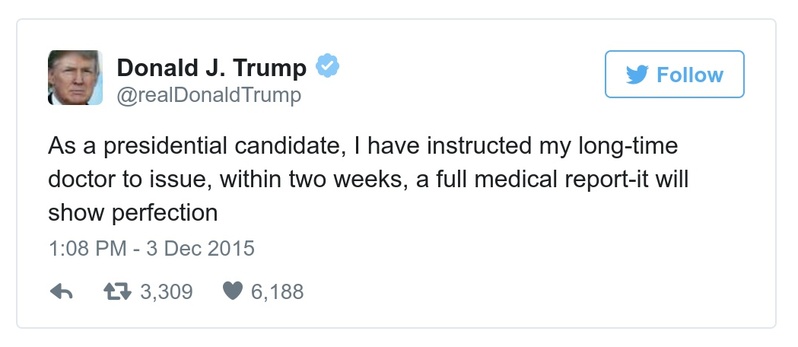 Donald J. Trump
@realDonaldTrump
Follow
As a presidential candidate, I have instructed my long-time
doctor to issue, within two weeks, a full medical report-it will
show perfection
1:08 PM - 3 Dec 2015
3,309 6,188